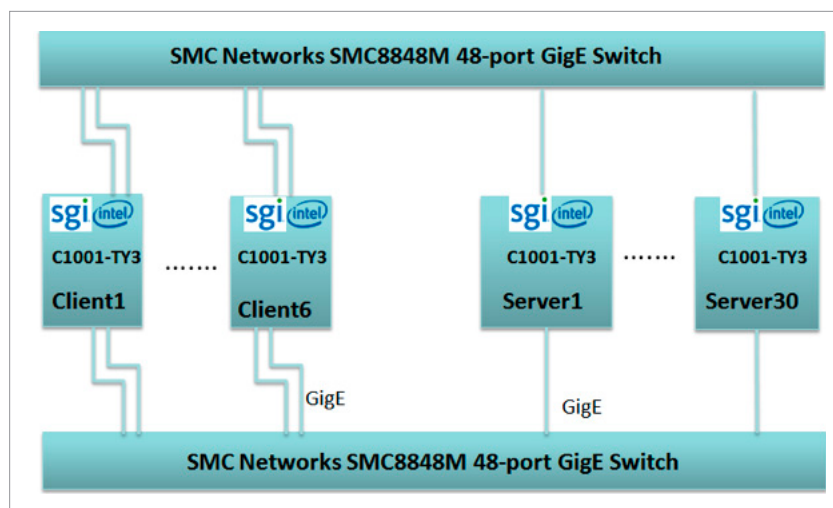 SMC Networks SMC8848M 48-port GigE Switch
sgi intel sgi intel sgi intel sgi intel
C1001-TY3 ....... C1001-TY3 C1001-TY3 ....... C1001-TY3
Client1 Client6 Server1 Server30
GigE GigE
SMC Networks SMC8848M 48-port GigE Switch